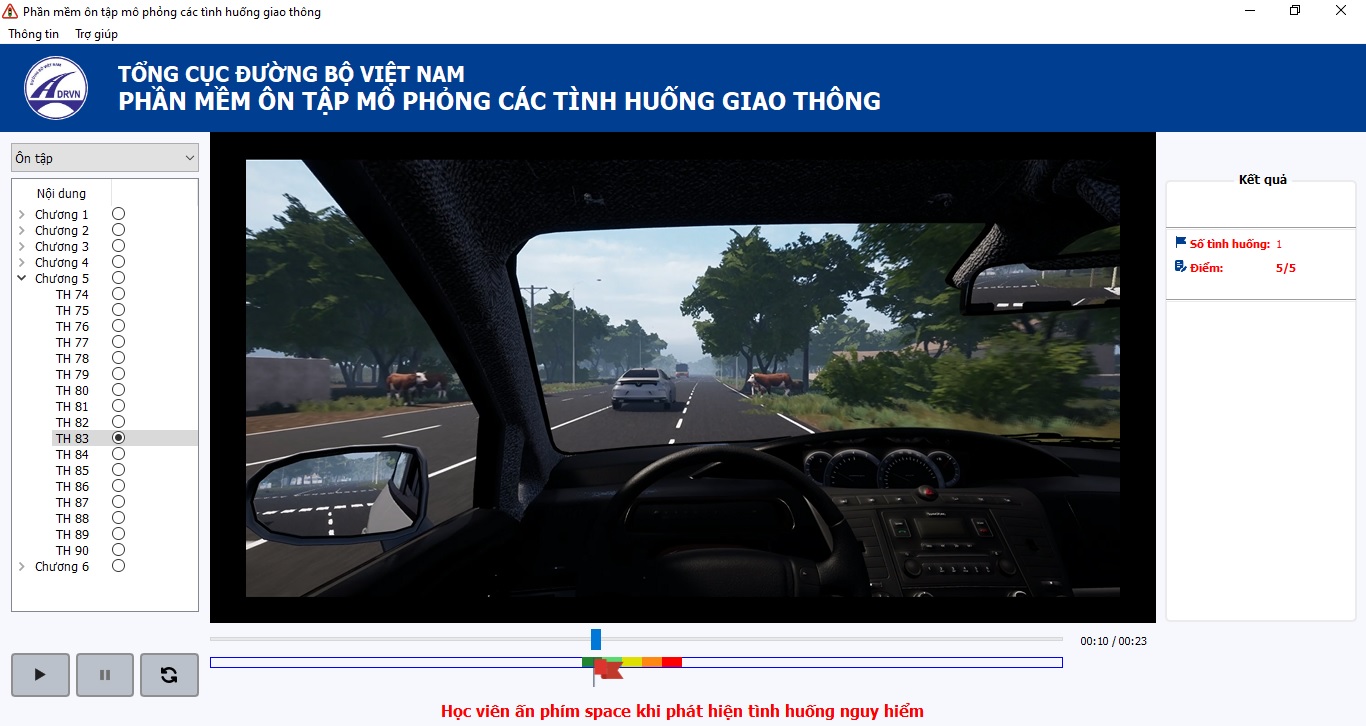 Phần mềm ôn tập mô phỏng các tình huống giao thông
Thông tin Trợ giúp
TỔNG CỤC ĐƯỜNG BỘ VIỆT NAM
PHẦN MỀM ÔN TẬP MÔ PHỎNG CÁC TÌNH HUỐNG GIAO THÔNG
DRVN
Ôn tập
Nội dung
Chương 1
Chương 2
Chương 3
Chương 4
Chương 5
TH 74
TH 75
TH 76
TH 77
TH 78
TH 79
TH 80
TH 81
TH 82
TH 83
TH 84
TH 85
TH 86
TH 87
TH 88
TH 89
TH 90
Chương 6
Kết quả
Số tình huống: 1
Điểm: 5/5
00:10 / 00:23
Học viên ấn phím space khi phát hiện tình huống nguy hiểm